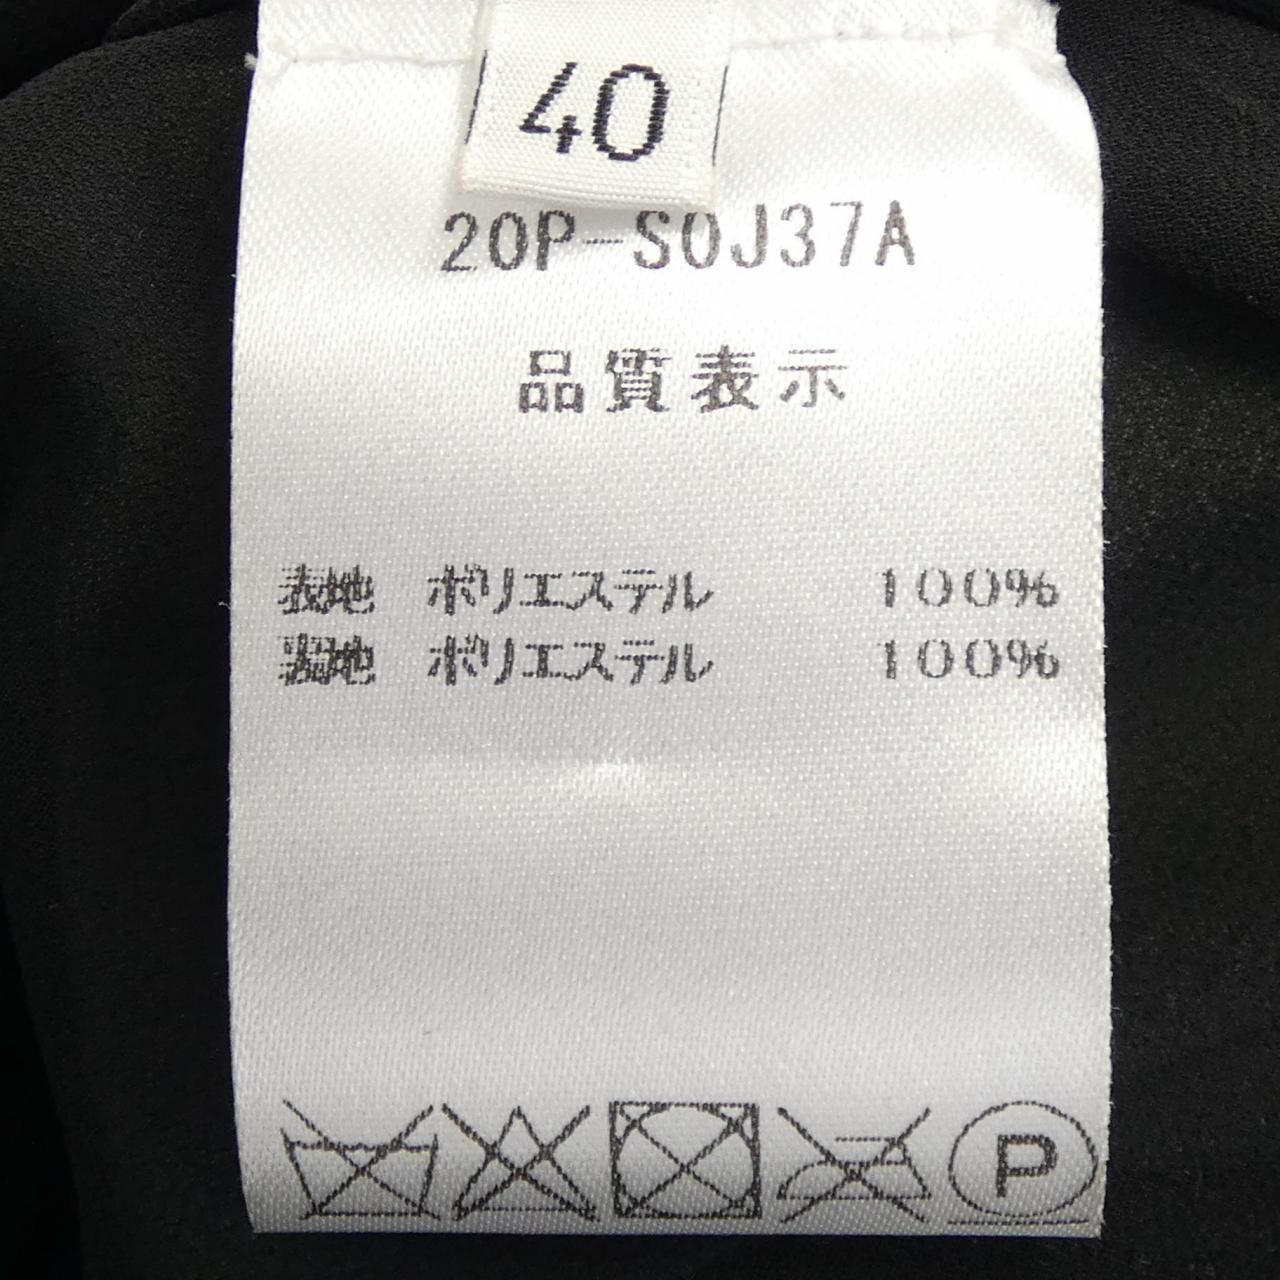 40
20P-S0J37A
品質表示
表地 ポリエステル 100%
裏地 ポリエステル 100%
P